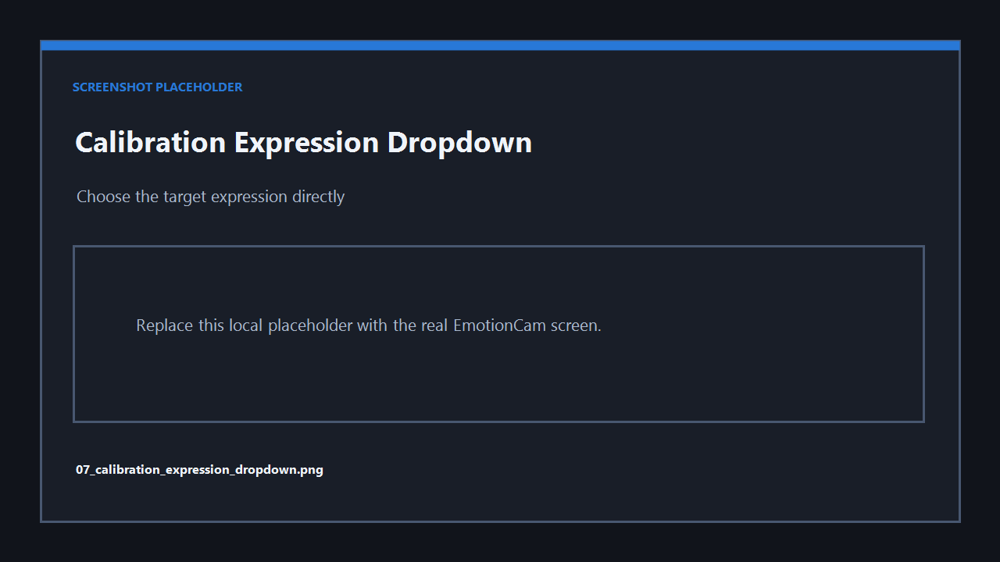 SCREENSHOT PLACEHOLDER
Calibration Expression Dropdown
Choose the target expression directly
Replace this local placeholder with the real EmotionCam screen.
07_calibration_expression_dropdown.png